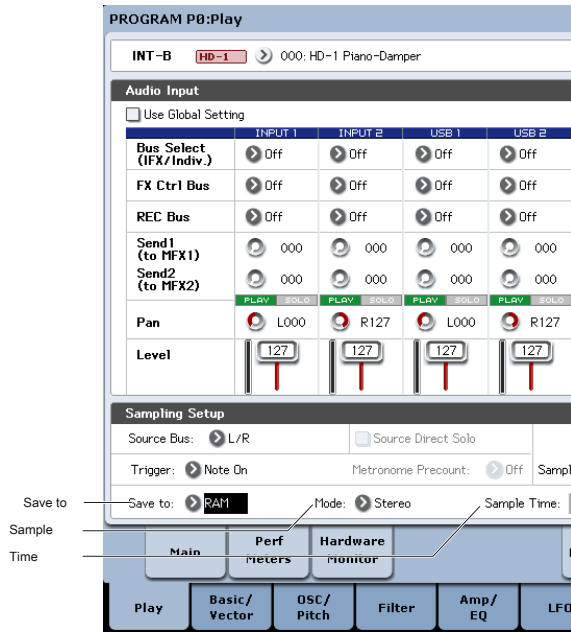 PROGRAM P0:Play
INT-B HD-1 000: HD-1 Piano-Damper
Audio Input
Use Global Setting
INPUT 1 INPUT 2 USB 1 USB 2
Bus Select
(IFX/Indiv.) Off Off Off Off
FX Ctrl Bus Off Off Off Off
REC Bus Off Off Off Off
Send1
(to MFX1) 000 000 000 000
Send2
(to MFX2) 000 000 000 000
PLAY SOLO PLAY SOLO PLAY SOLO PLAY SOLO
Pan L000 R127 L000 R127
Level 127 127 127 127
Sampling Setup
Source Bus: L/R Source Direct Solo
Trigger: Note On Metronome Precount: Off Sampl
Save to Save to: RAM Mode: Stereo Sample Time:
Sample
Time
Main Perf
Meters Hardware
Monitor
Play Basic/
Vector OSC/
Pitch Filter Amp/
EQ LFO